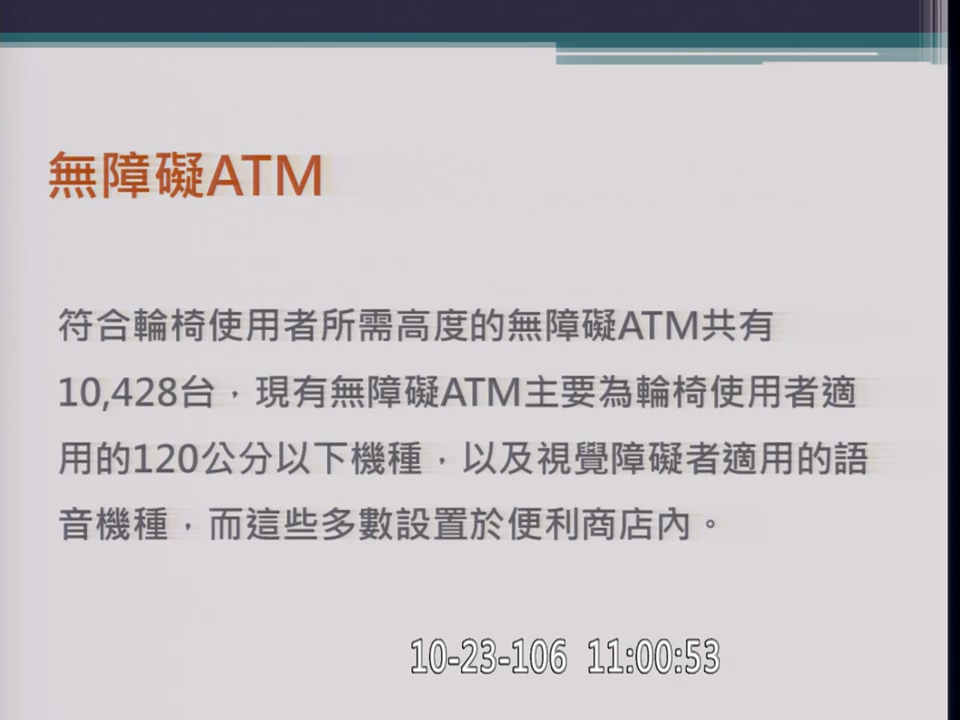 無障礙ATM
符合輪椅使用者所需高度的無障礙ATM共有
10,428台，現有無障礙ATM主要為輪椅使用者適
用的120公分以下機種，以及視覺障礙者適用的語
音機種，而這些多數設置於便利商店內。
10-23-106 11:00:53